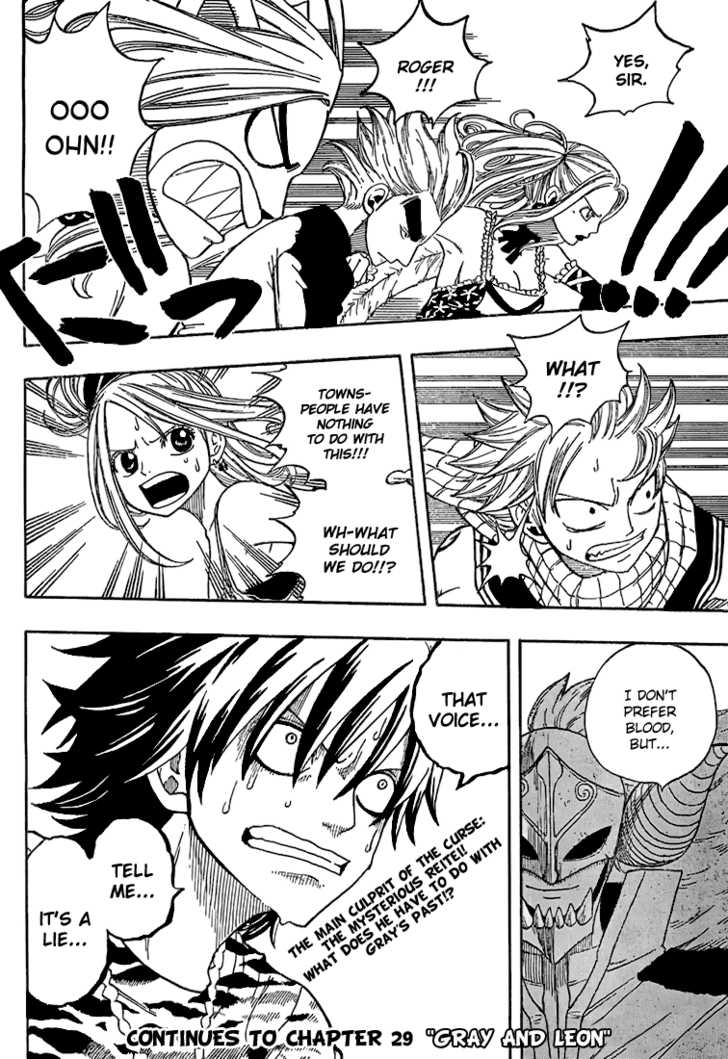 YES,
SIR.
ROGER
!!!
OOO
OHN!!
!!!
WHAT
!!?
TOWNS-
PEOPLE HAVE
NOTHING
TO DO WITH
THIS!!!
WH-WHAT
SHOULD
WE DO!!?
I DON'T
PREFER
BLOOD,
BUT...
THAT
VOICE...
TELL
ME...
IT'S A
LIE...
THE MAIN CULPRIT OF THE CURSE:
THE MYSTERIOUS REITEI!
WHAT DOES HE HAVE TO DO WITH
GRAY'S PAST!?
CONTINUES TO CHAPTER 29 "GRAY AND LEON"